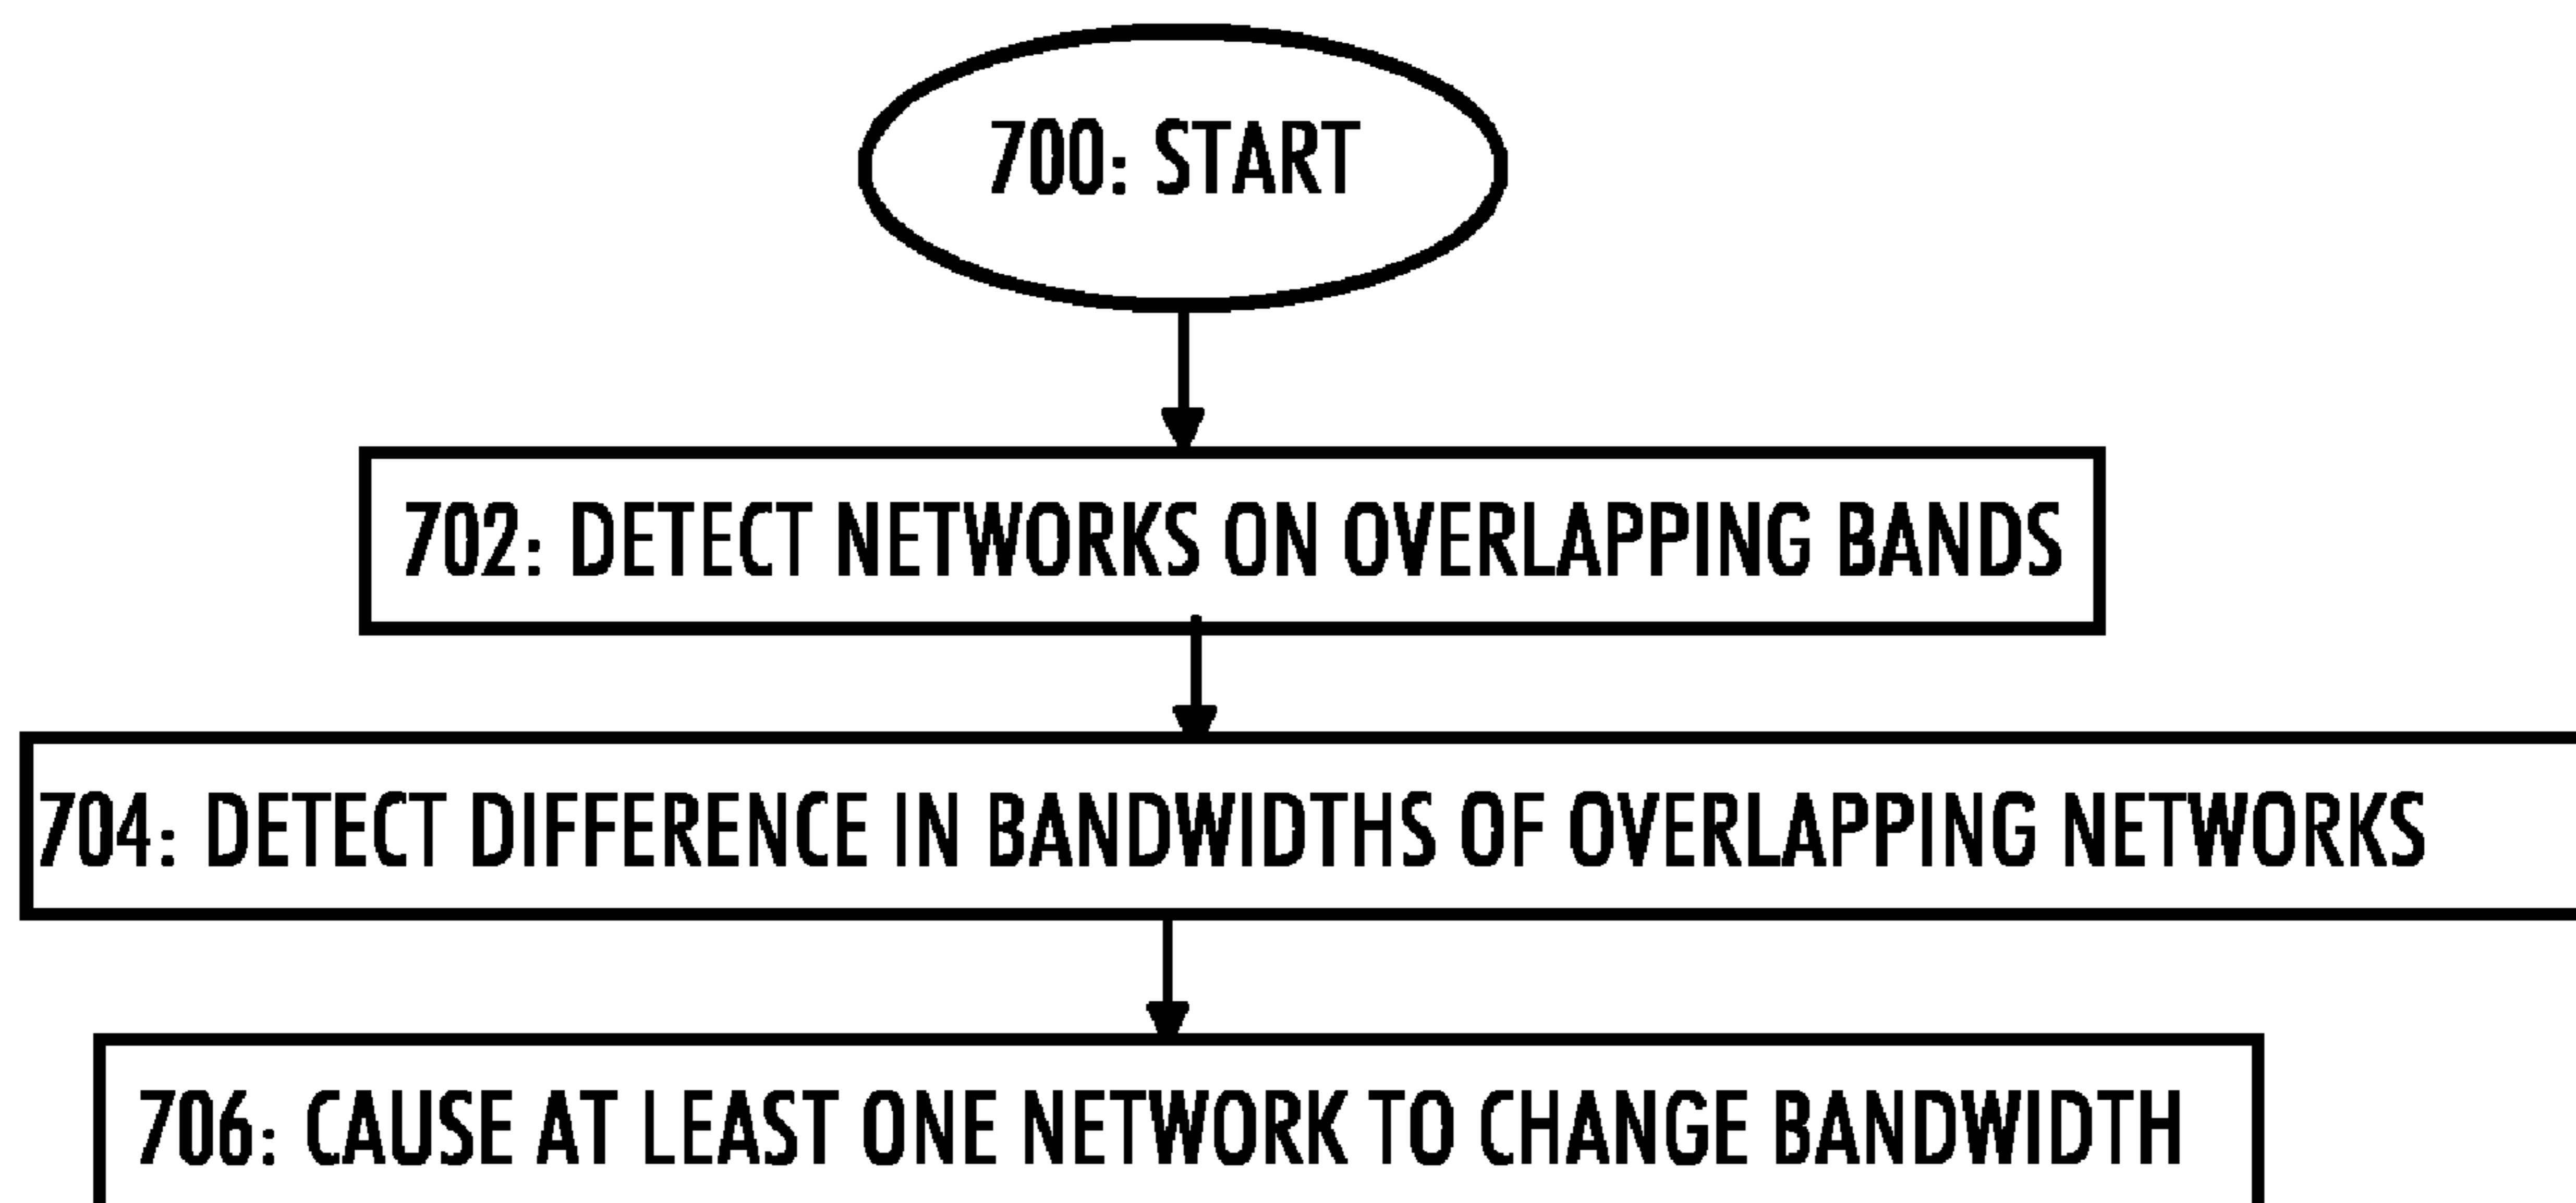 700: START
702: DETECT NETWORKS ON OVERLAPPING BANDS
704: DETECT DIFFERENCE IN BANDWIDTHS OF OVERLAPPING NETWORKS
706: CAUSE AT LEAST ONE NETWORK TO CHANGE BANDWIDTH